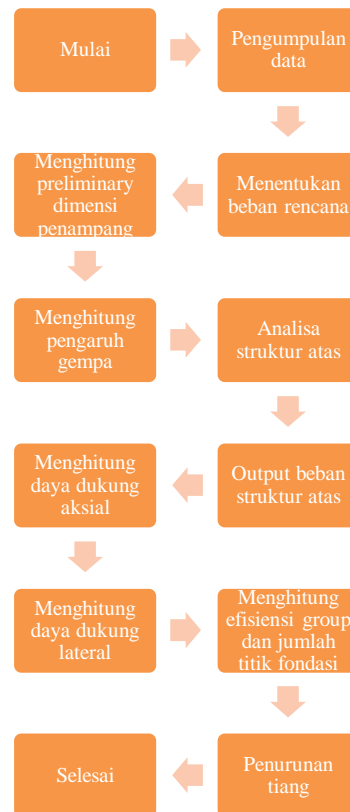 Mulai
Pengumpulan
data
Menentukan
beban rencana
Menghitung
preliminary
dimensi
penampang
Menghitung
pengaruh
gempa
Analisa
struktur atas
Output beban
struktur atas
Menghitung
daya dukung
aksial
Menghitung
daya dukung
lateral
Menghitung
efisiensi group
dan jumlah
titik fondasi
Penurunan
tiang
Selesai